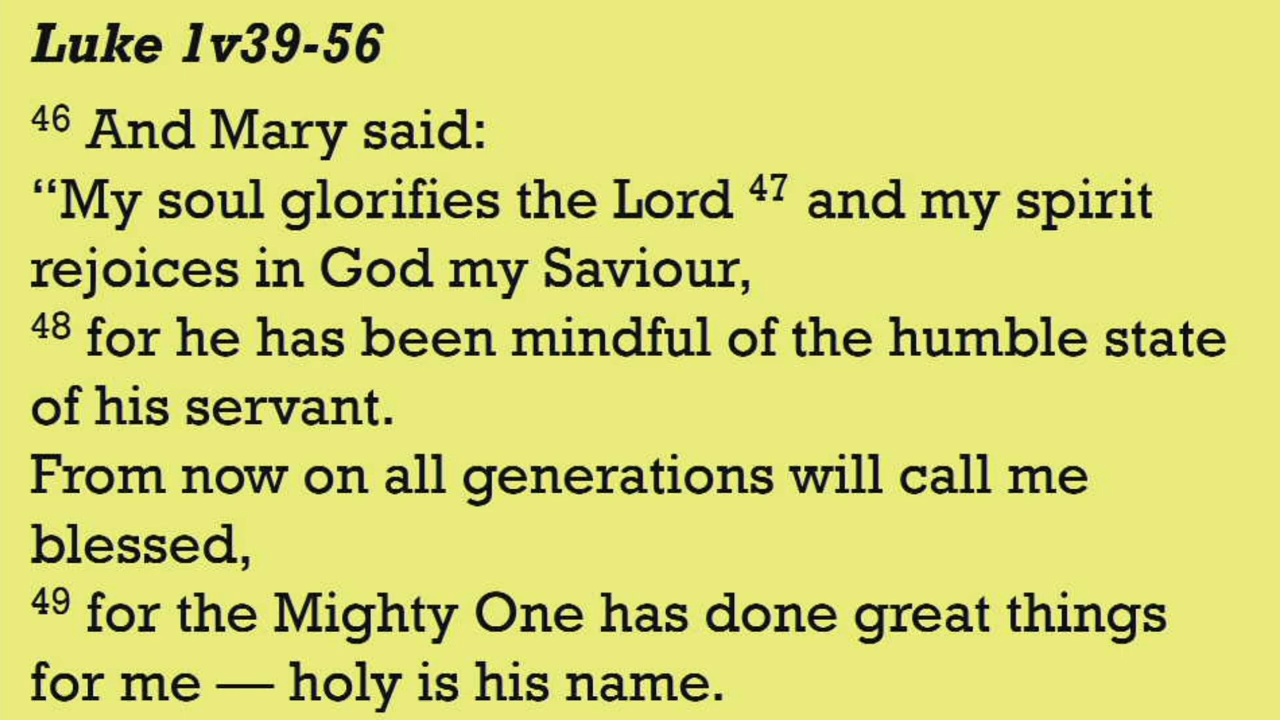 Luke 1v39-56
46 And Mary said:
“My soul glorifies the Lord 47 and my spirit
rejoices in God my Saviour,
48 for he has been mindful of the humble state
of his servant.
From now on all generations will call me
blessed,
49 for the Mighty One has done great things
for me — holy is his name.